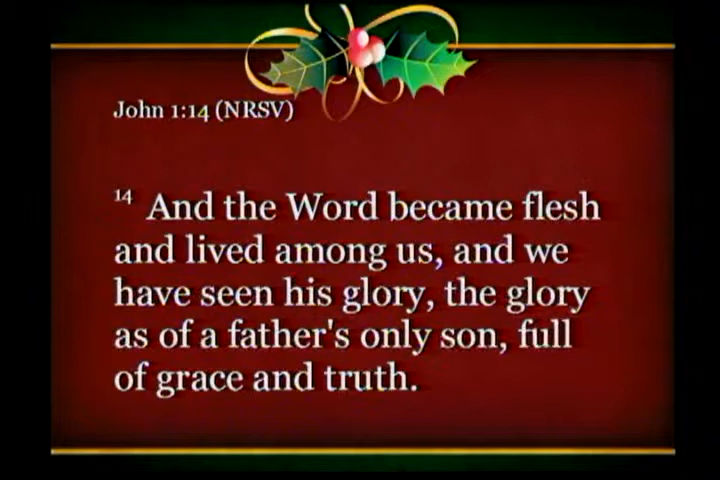 John 1:14 (NRSV)
14 And the Word became flesh
and lived among us, and we
have seen his glory, the glory
as of a father's only son, full
of grace and truth.